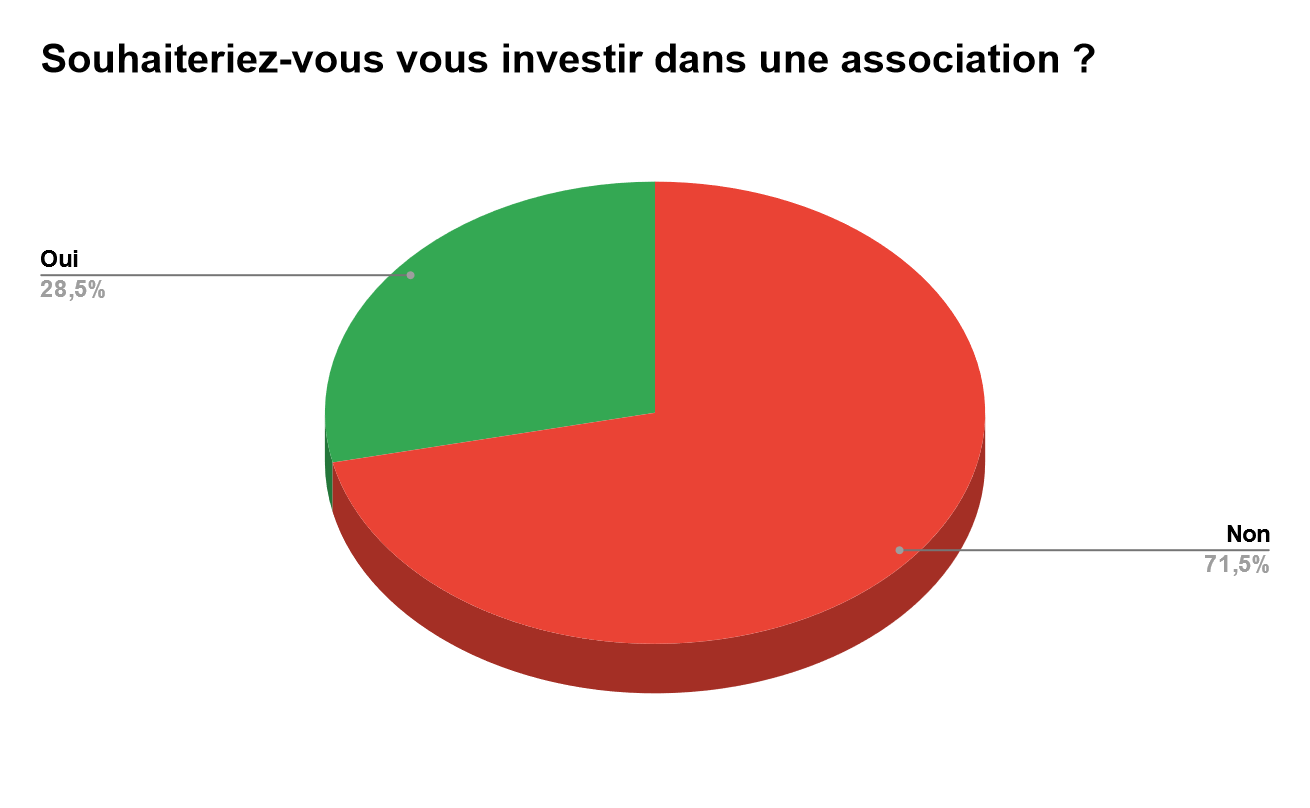 Souhaiteriez-vous vous investir dans une association ?
Oui
28,5%
Non
71,5%